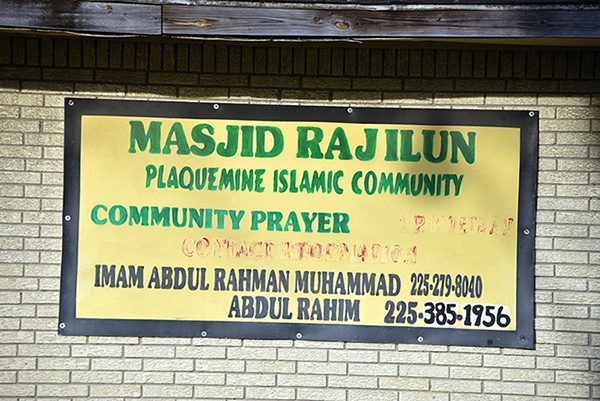 MASJID RAJILUN
PLAQUEMINE ISLAMIC COMMUNITY
COMMUNITY PRAYER
CONTACT INFORMATION
IMAM ABDUL RAHMAN MUHAMMAD 225-279-8040
ABDUL RAHIM 225-385-1956